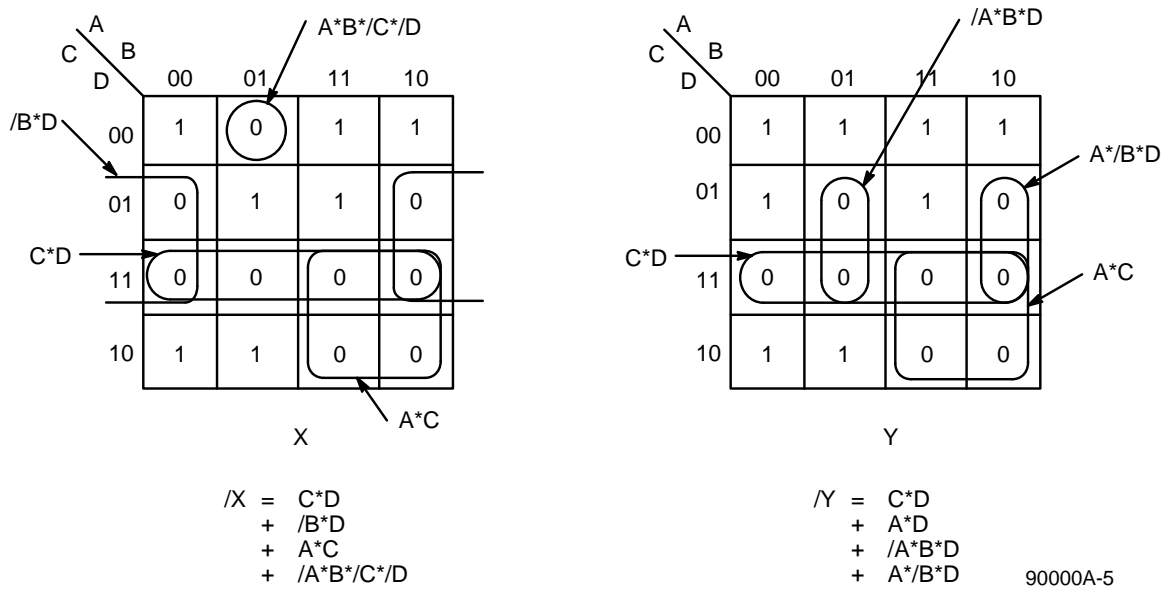 A
B
C
D
00 01 11 10
00 1 0 1 1
01 0 1 1 0
11 0 0 0 0
10 1 1 0 0
A*B*/C*/D
/B*D
C*D
A*C
X
/X = C*D
+ /B*D
+ A*C
+ /A*B*/C*/D
A
B
C
D
00 01 11 10
00 1 1 1 1
01 1 0 1 0
11 0 0 0 0
10 1 1 0 0
/A*B*D
A*/B*D
C*D
A*C
Y
/Y = C*D
+ A*D
+ /A*B*D
+ A*/B*D
90000A-5